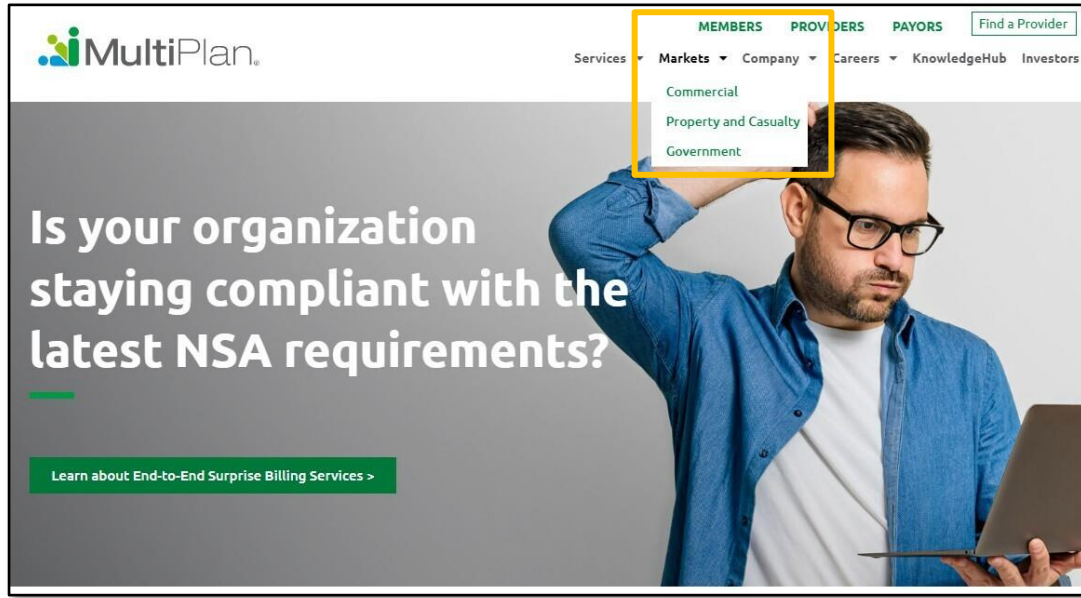 MEMBERS PROVIDERS PAYORS Find a Provider
MultiPlan®
Services Markets Company Careers KnowledgeHub Investors
Commercial
Property and Casualty
Government
Is your organization
staying compliant with the
latest NSA requirements?
Learn about End-to-End Surprise Billing Services >